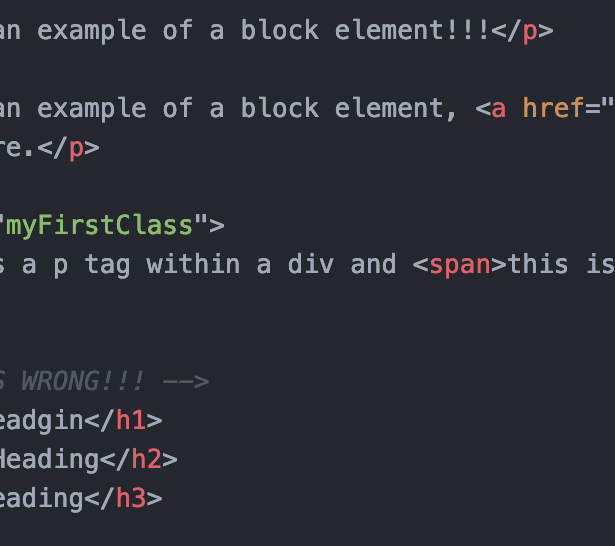 an example of a block element!!!</p>
an example of a block element, <a href="
re.</p>
"myFirstClass">
s a p tag within a div and <span>this is
S WRONG!!! -->
eadgin</h1>
Heading</h2>
eading</h3>